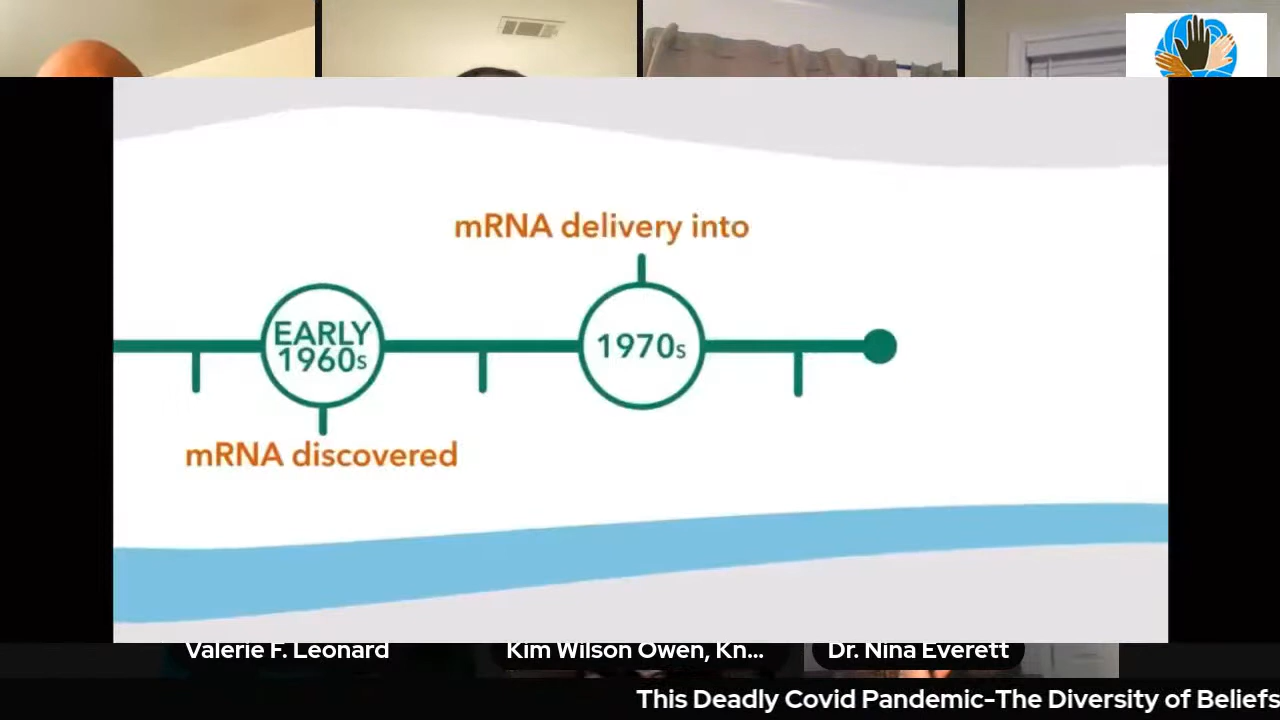 mRNA delivery into
EARLY
1960s
1970s
mRNA discovered
Valerie F. Leonard
Kim Wilson Owen, Kn...
Dr. Nina Everett
This Deadly Covid Pandemic-The Diversity of Beliefs